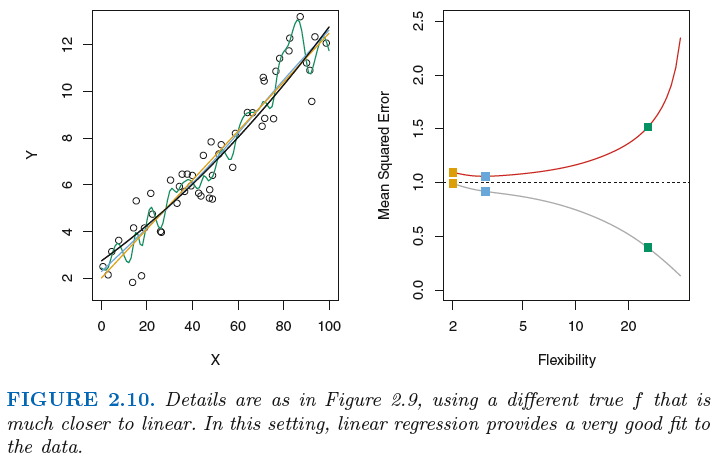 12
10
8
6
4
2
Y
0 20 40 60 80 100
X
2.5
2.0
1.5
1.0
0.5
0.0
Mean Squared Error
2 5 10 20
Flexibility
FIGURE 2.10. Details are as in Figure 2.9, using a different true f that is
much closer to linear. In this setting, linear regression provides a very good fit to
the data.